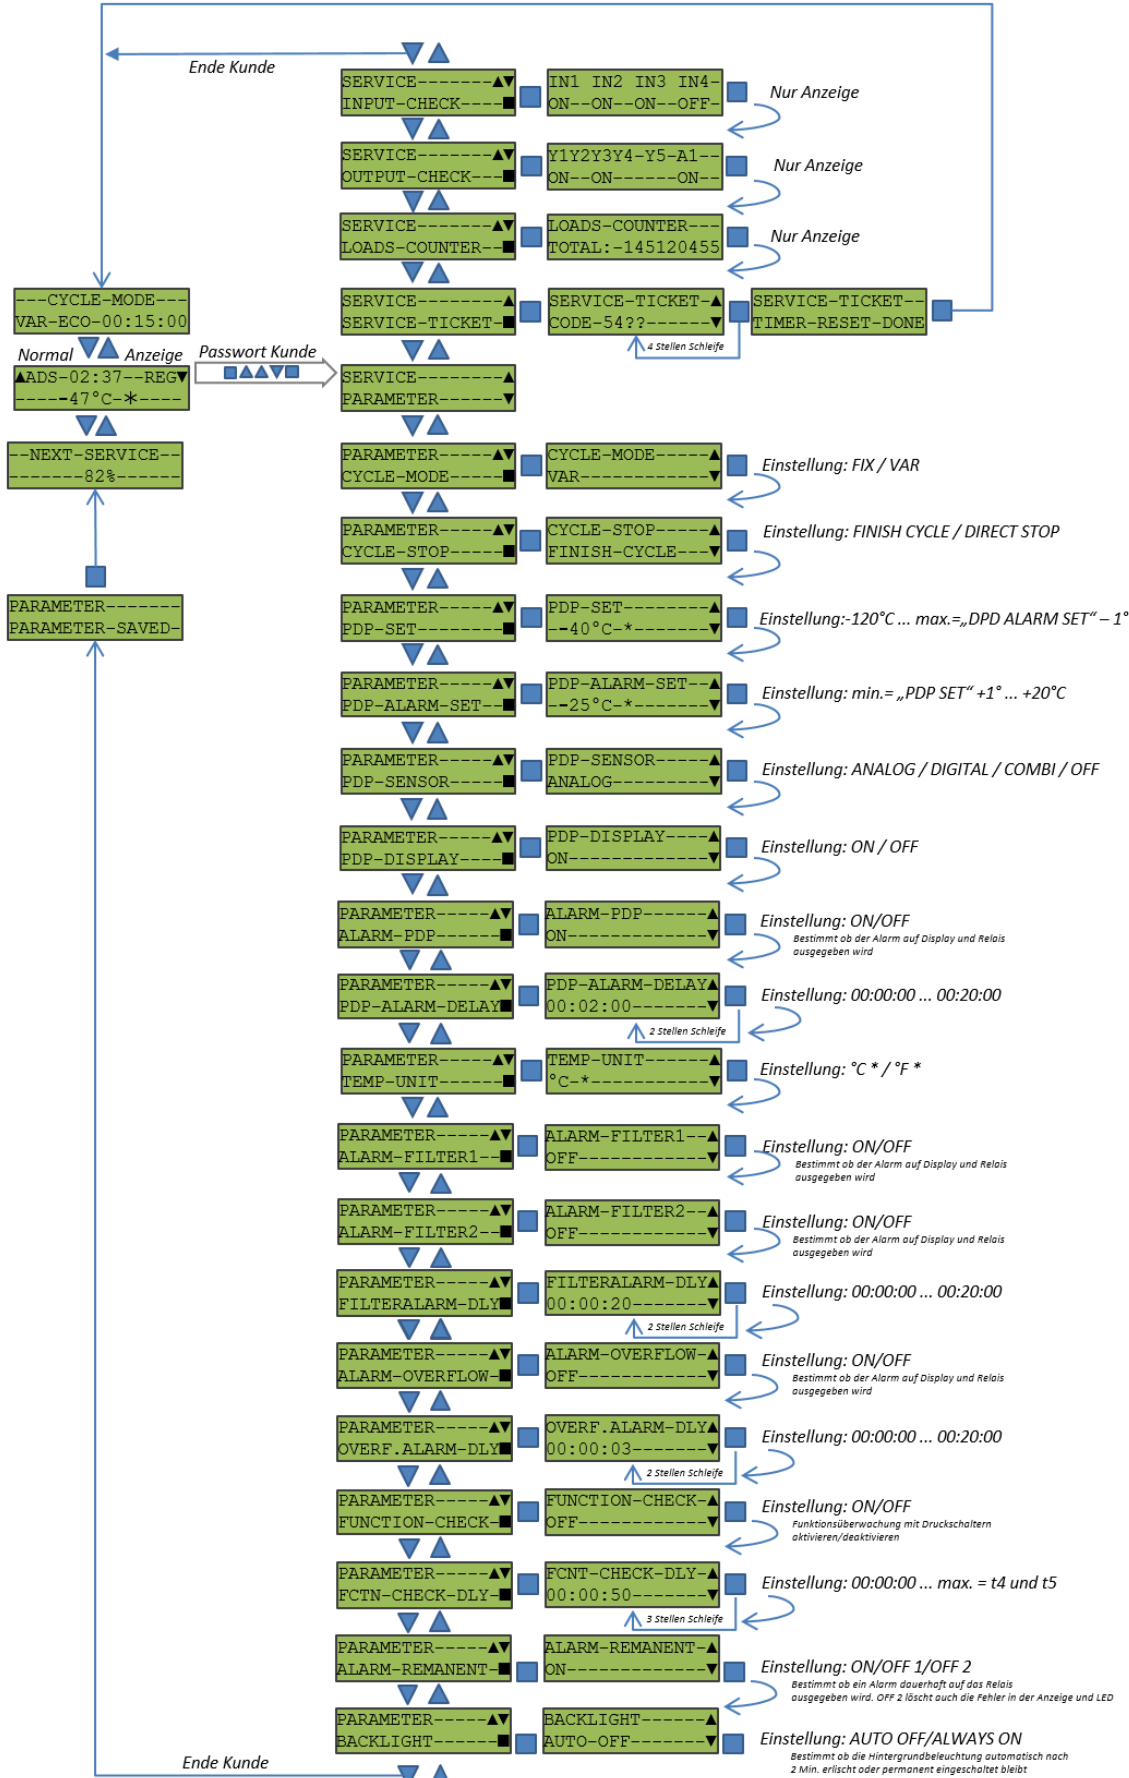 Ende Kunde
SERVICE-------▲▼
INPUT-CHECK----■
IN1 IN2 IN3 IN4-
ON--ON--ON--OFF-
Nur Anzeige
SERVICE-------▲▼
OUTPUT-CHECK---■
Y1Y2Y3Y4-Y5-A1--
ON--ON------ON--
Nur Anzeige
SERVICE-------▲▼
LOADS-COUNTER--■
LOADS-COUNTER---
TOTAL:-145120455
Nur Anzeige
---CYCLE-MODE---
VAR-ECO-00:15:00
SERVICE--------▲
SERVICE-TICKET-■
SERVICE-TICKET-▲
CODE-54??------▼
SERVICE-TICKET--
TIMER-RESET-DONE
4 Stellen Schleife
Normal ▼▲ Anzeige
Passwort Kunde
■▲▲▼■
▲ADS-02:37--REG▼
-----47°C-*----
SERVICE--------▲
PARAMETER------▼
--NEXT-SERVICE--
-------82%------
PARAMETER-----▲▼
CYCLE-MODE-----■
CYCLE-MODE-----▲
VAR------------▼
Einstellung: FIX / VAR
PARAMETER-----▲▼
CYCLE-STOP-----■
CYCLE-STOP-----▲
FINISH-CYCLE---▼
Einstellung: FINISH CYCLE / DIRECT STOP
PARAMETER-------
PARAMETER-SAVED-
PARAMETER-----▲▼
PDP-SET--------■
PDP-SET--------▲
--40°C-*-------▼
Einstellung:-120°C ... max.=„DPD ALARM SET“ – 1°
PARAMETER-----▲▼
PDP-ALARM-SET--■
PDP-ALARM-SET--▲
--25°C-*-------▼
Einstellung: min.= „PDP SET“ +1° ... +20°C
PARAMETER-----▲▼
PDP-SENSOR-----■
PDP-SENSOR-----▲
ANALOG---------▼
Einstellung: ANALOG / DIGITAL / COMBI / OFF
PARAMETER-----▲▼
PDP-DISPLAY----■
PDP-DISPLAY----▲
ON-------------▼
Einstellung: ON / OFF
PARAMETER-----▲▼
ALARM-PDP------■
ALARM-PDP------▲
ON-------------▼
Einstellung: ON/OFF
Bestimmt ob der Alarm auf Display und Relais
ausgegeben wird
PARAMETER-----▲▼
PDP-ALARM-DELAY■
PDP-ALARM-DELAY▲
00:02:00-------▼
Einstellung: 00:00:00 ... 00:20:00
2 Stellen Schleife
PARAMETER-----▲▼
TEMP-UNIT------■
TEMP-UNIT------▲
°C-*-----------▼
Einstellung: °C * / °F *
PARAMETER-----▲▼
ALARM-FILTER1--■
ALARM-FILTER1--▲
OFF------------▼
Einstellung: ON/OFF
Bestimmt ob der Alarm auf Display und Relais
ausgegeben wird
PARAMETER-----▲▼
ALARM-FILTER2--■
ALARM-FILTER2--▲
OFF------------▼
Einstellung: ON/OFF
Bestimmt ob der Alarm auf Display und Relais
ausgegeben wird
PARAMETER-----▲▼
FILTERALARM-DLY■
FILTERALARM-DLY▲
00:00:20-------▼
Einstellung: 00:00:00 ... 00:20:00
2 Stellen Schleife
PARAMETER-----▲▼
ALARM-OVERFLOW-■
ALARM-OVERFLOW-▲
OFF------------▼
Einstellung: ON/OFF
Bestimmt ob der Alarm auf Display und Relais
ausgegeben wird
PARAMETER-----▲▼
OVERF.ALARM-DLY■
OVERF.ALARM-DLY▲
00:00:03-------▼
Einstellung: 00:00:00 ... 00:20:00
2 Stellen Schleife
PARAMETER-----▲▼
FUNCTION-CHECK-■
FUNCTION-CHECK-▲
OFF------------▼
Einstellung: ON/OFF
Funktionsüberwachung mit Druckschaltern
aktivieren/deaktivieren
PARAMETER-----▲▼
FCTN-CHECK-DLY-■
FCNT-CHECK-DLY-▲
00:00:50-------▼
Einstellung: 00:00:00 ... max. = t4 und t5
3 Stellen Schleife
PARAMETER-----▲▼
ALARM-REMANENT-■
ALARM-REMANENT-▲
ON-------------▼
Einstellung: ON/OFF 1/OFF 2
Bestimmt ob ein Alarm dauerhaft auf das Relais
ausgegeben wird. OFF 2 löscht auch die Fehler in der Anzeige und LED
PARAMETER-----▲▼
BACKLIGHT------■
BACKLIGHT------▲
AUTO-OFF-------▼
Einstellung: AUTO OFF/ALWAYS ON
Bestimmt ob die Hintergrundbeleuchtung automatisch nach
2 Min. erlischt oder permanent eingeschaltet bleibt
Ende Kunde